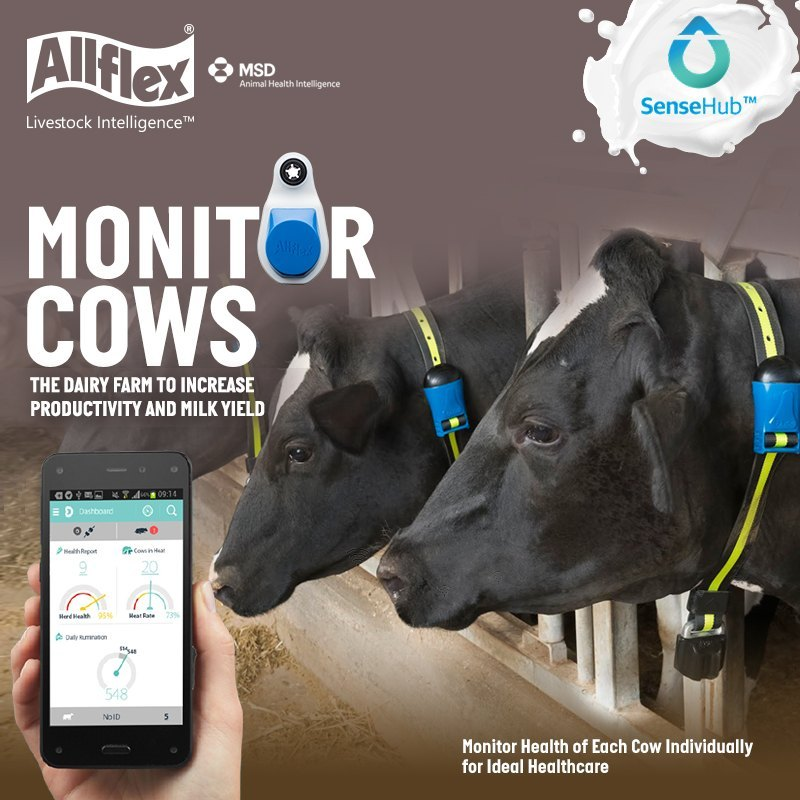 Allflex®
Livestock Intelligence™
MSD
Animal Health Intelligence
SenseHub™
MONITOR
Allflex
COWS
THE DAIRY FARM TO INCREASE
PRODUCTIVITY AND MILK YIELD
09:14
Dashboard
Health Report
Cows in Heat
9
20
Herd Health 95%
Heat Rate 23%
Daily Rumination
548
548
No ID 5
Monitor Health of Each Cow Individually
for Ideal Healthcare